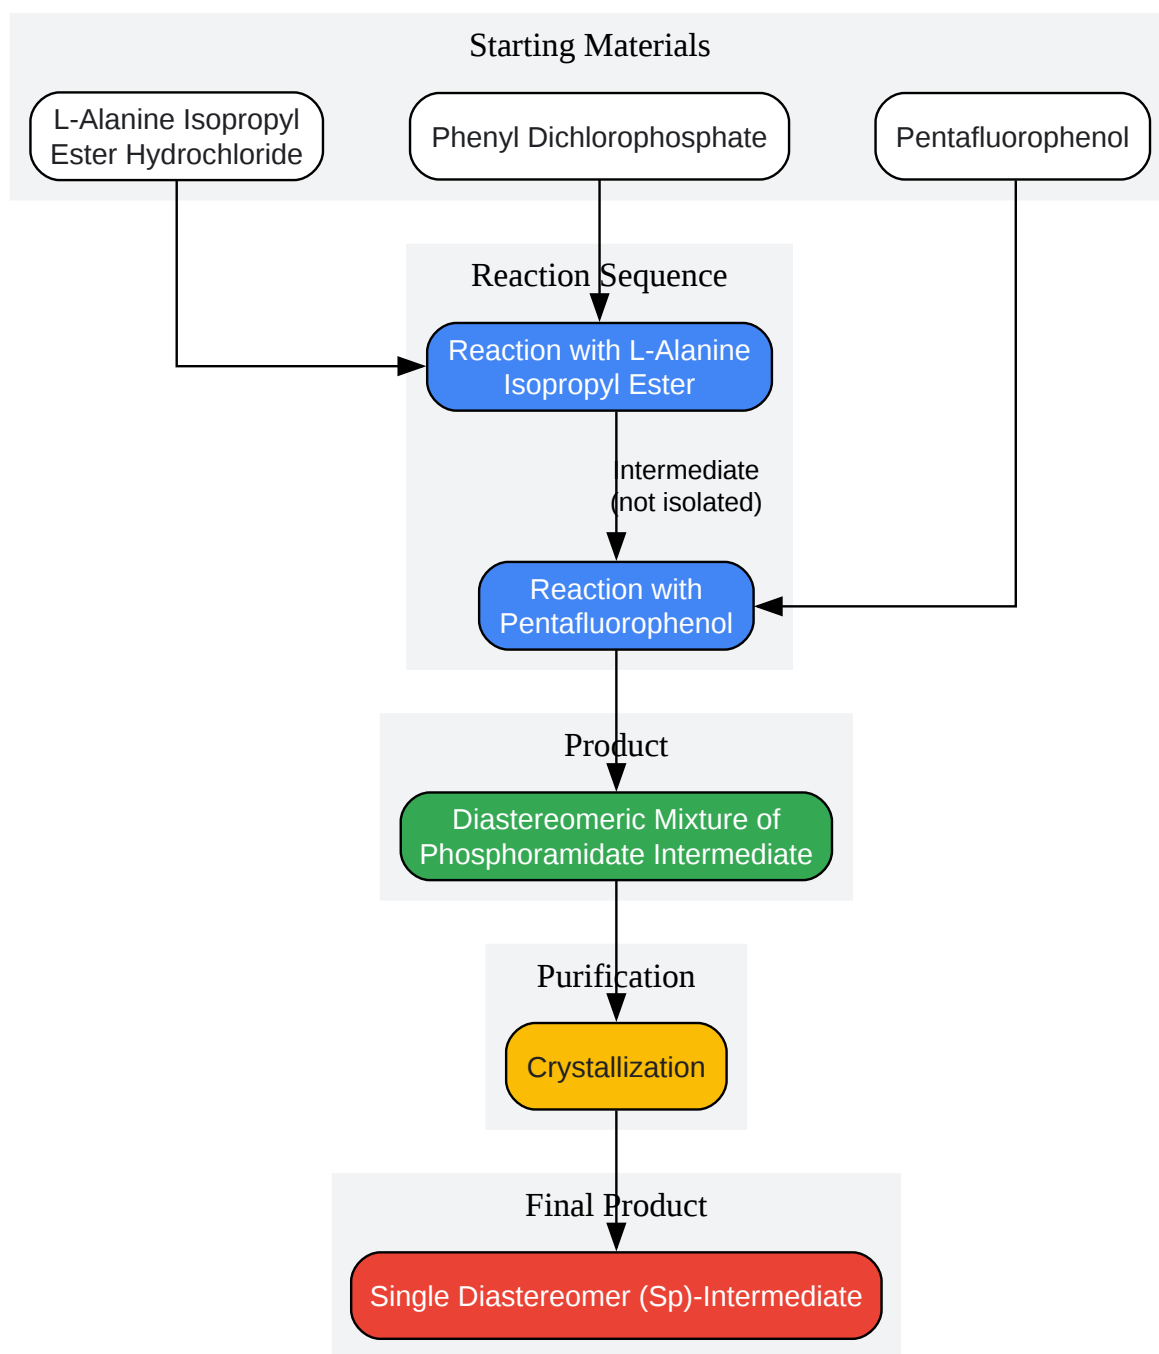 Starting Materials
L-Alanine Isopropyl
Ester Hydrochloride
Phenyl Dichlorophosphate
Pentafluorophenol
Reaction Sequence
Reaction with L-Alanine
Isopropyl Ester
Intermediate
(not isolated)
Reaction with
Pentafluorophenol
Product
Diastereomeric Mixture of
Phosphoramidate Intermediate
Purification
Crystallization
Final Product
Single Diastereomer (Sp)-Intermediate